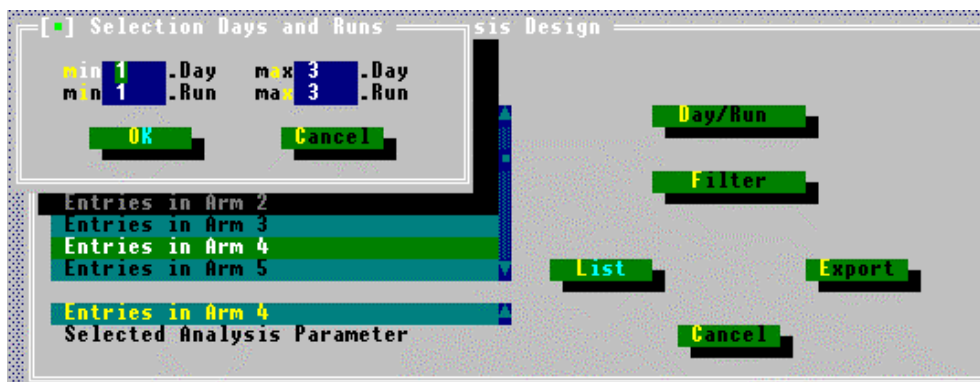 [▪] Selection Days and Runs
sis Design
min 1 .Day max 3 .Day
min 1 .Run max 3 .Run
OK Cancel
Day/Run
Filter
Entries in Arm 2
Entries in Arm 3
Entries in Arm 4
Entries in Arm 5
List Export
Entries in Arm 4
Selected Analysis Parameter
Cancel